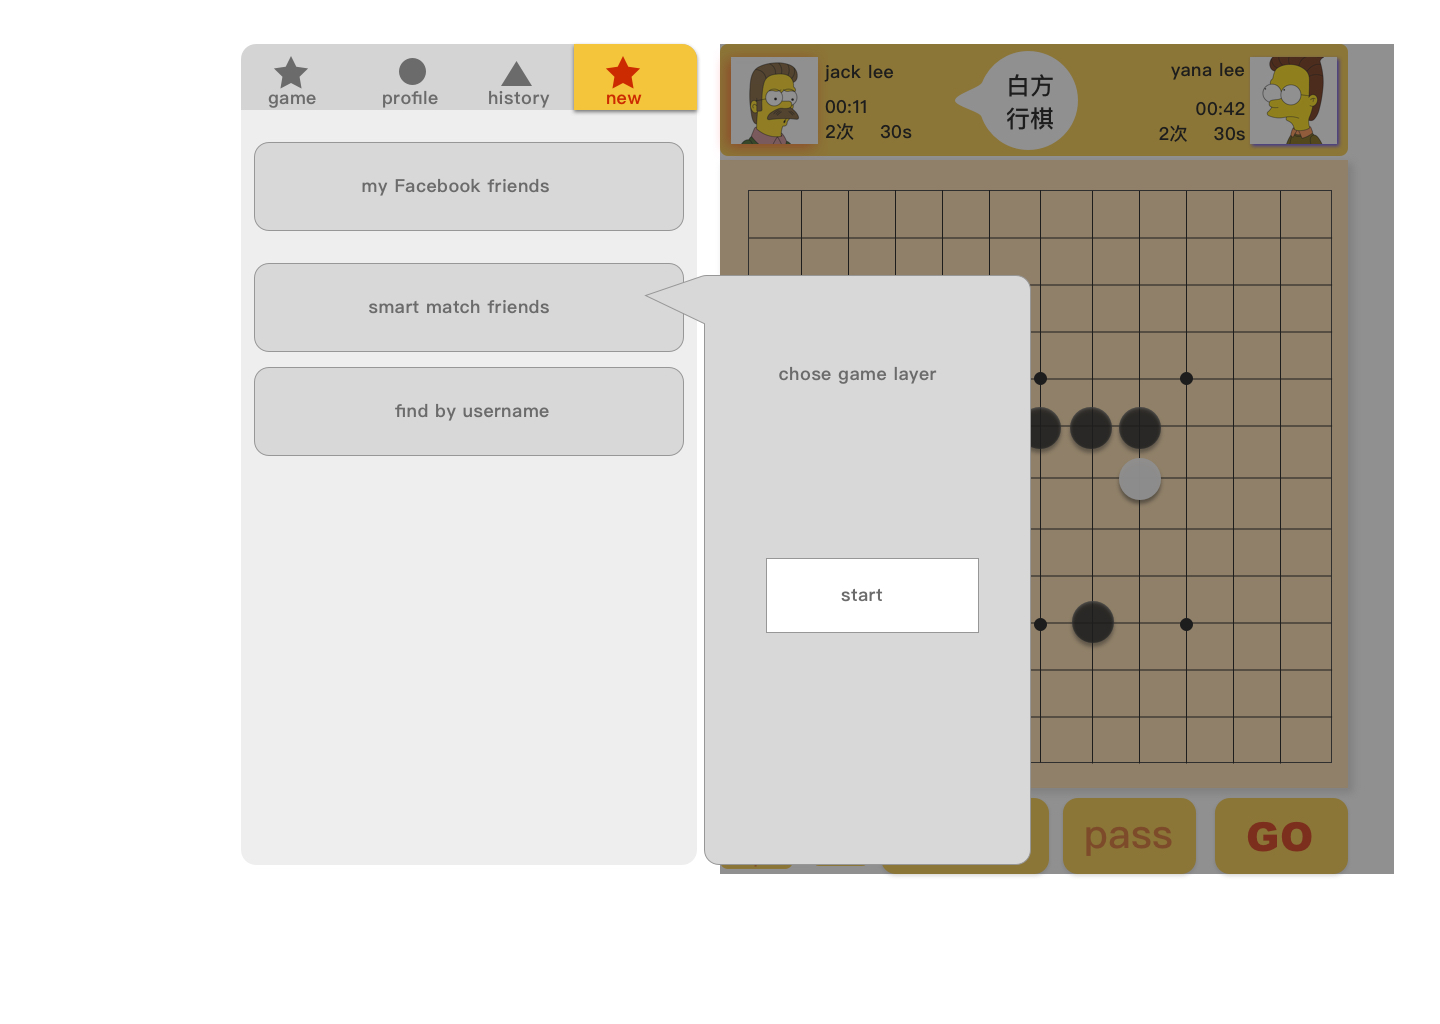 game
profile
history
new
my Facebook friends
smart match friends
find by username
jack lee
00:11
2次 30s
白方
行棋
yana lee
00:42
2次 30s
chose game layer
start
pass
GO